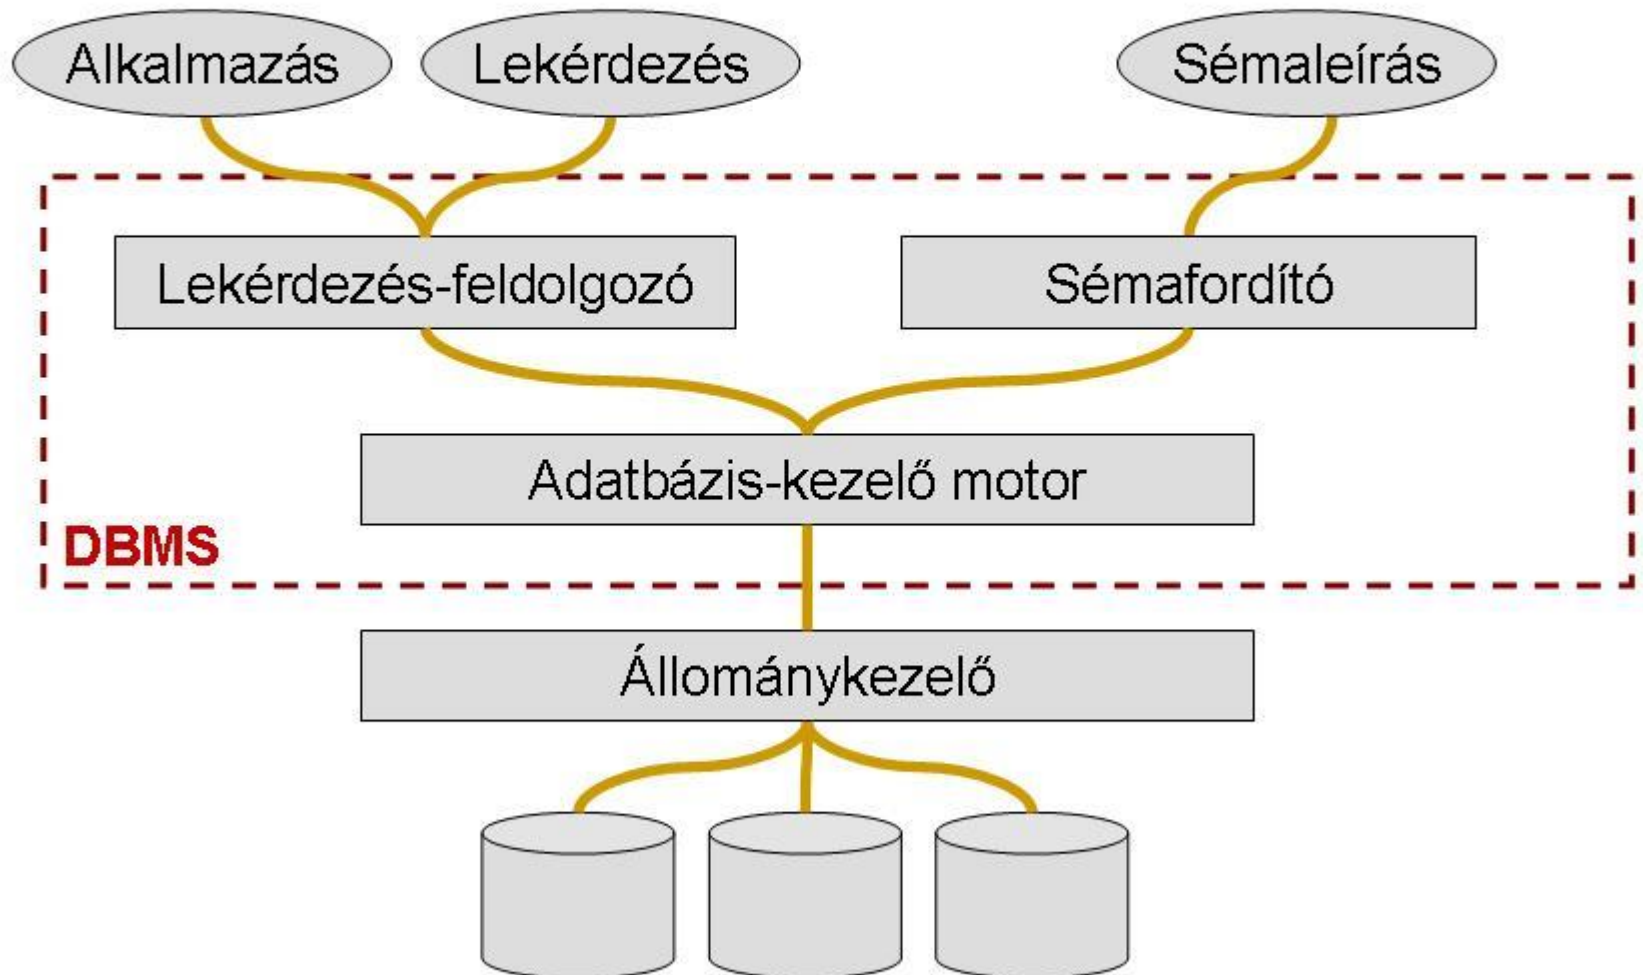 Alkalmazás
Lekérdezés
Sémaleírás
Lekérdezés-feldolgozó
Sémafordító
Adatbázis-kezelő motor
DBMS
Állománykezelő